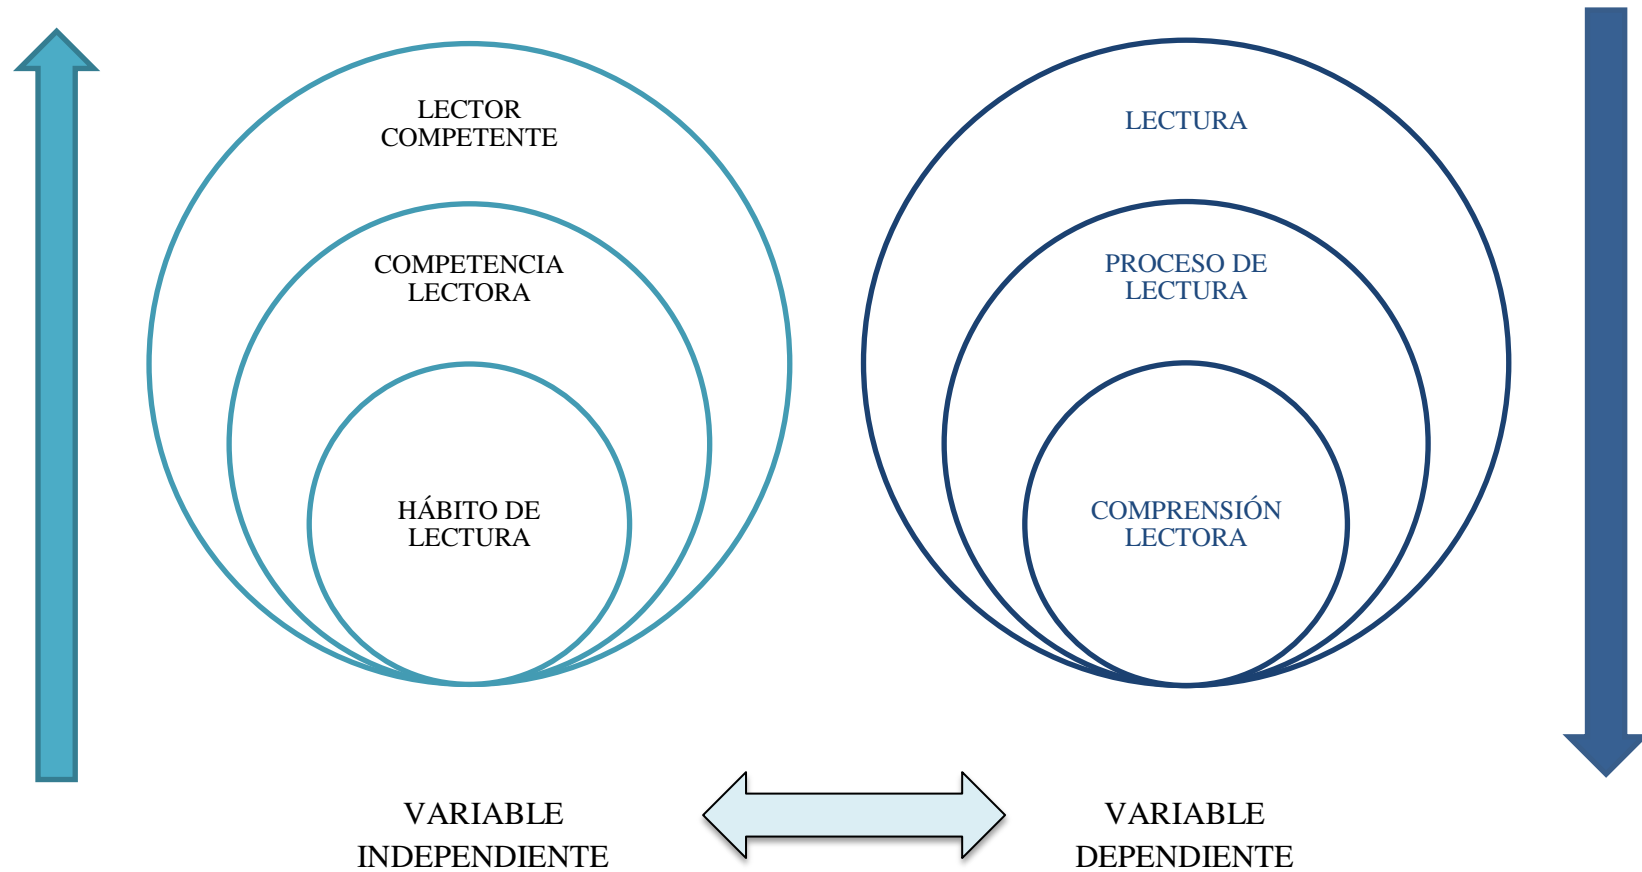 LECTOR
COMPETENTE
COMPETENCIA
LECTORA
HÁBITO DE
LECTURA
LECTURA
PROCESO DE
LECTURA
COMPRENSIÓN
LECTORA
VARIABLE
INDEPENDIENTE
VARIABLE
DEPENDIENTE